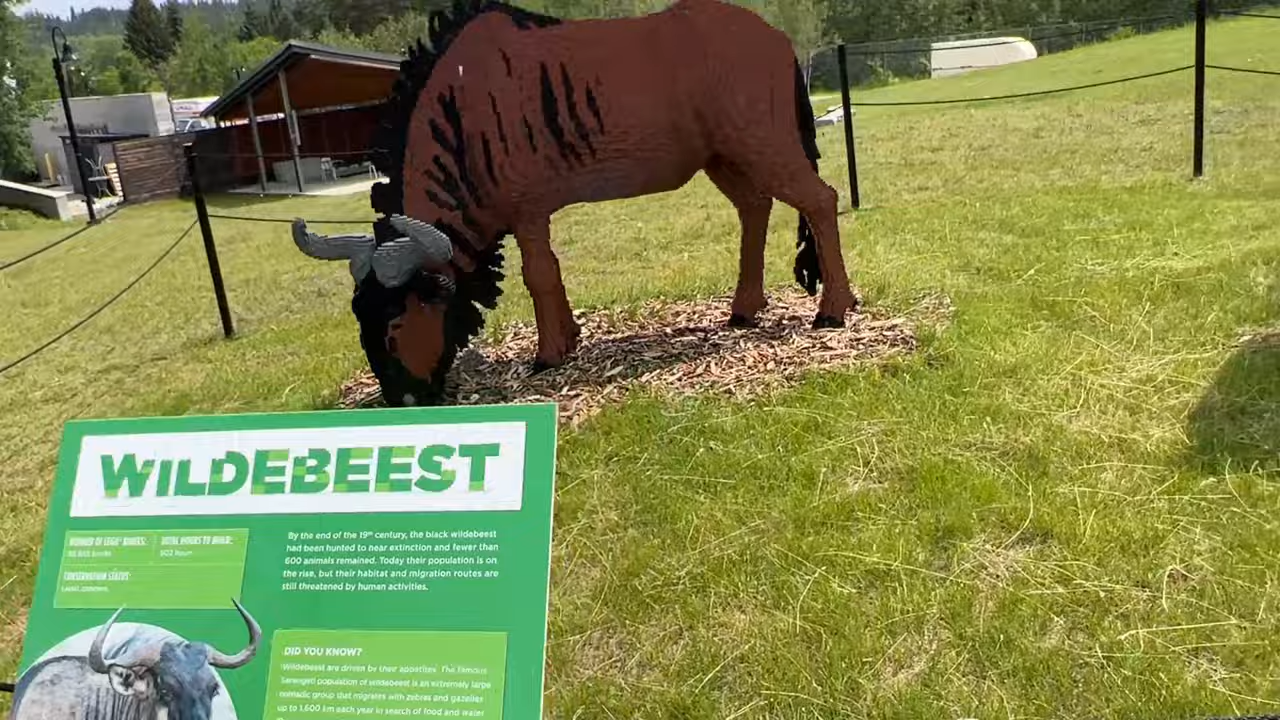 WILDEBEEST
NUMBER OF LEGO® BRICKS:
TOTAL HOURS TO BUILD:
CONSERVATION STATUS:
By the end of the 19th century, the black wildebeest
had been hunted to near extinction and fewer than
600 animals remained. Today their population is on
the rise, but their habitat and migration routes are
still threatened by human activities.
DID YOU KNOW?
Wildebeest are driven by their appetites. The famous
Serengeti population of wildebeest is an extremely large
nomadic group that migrates with zebras and gazelles
up to 1,600 km each year in search of food and water